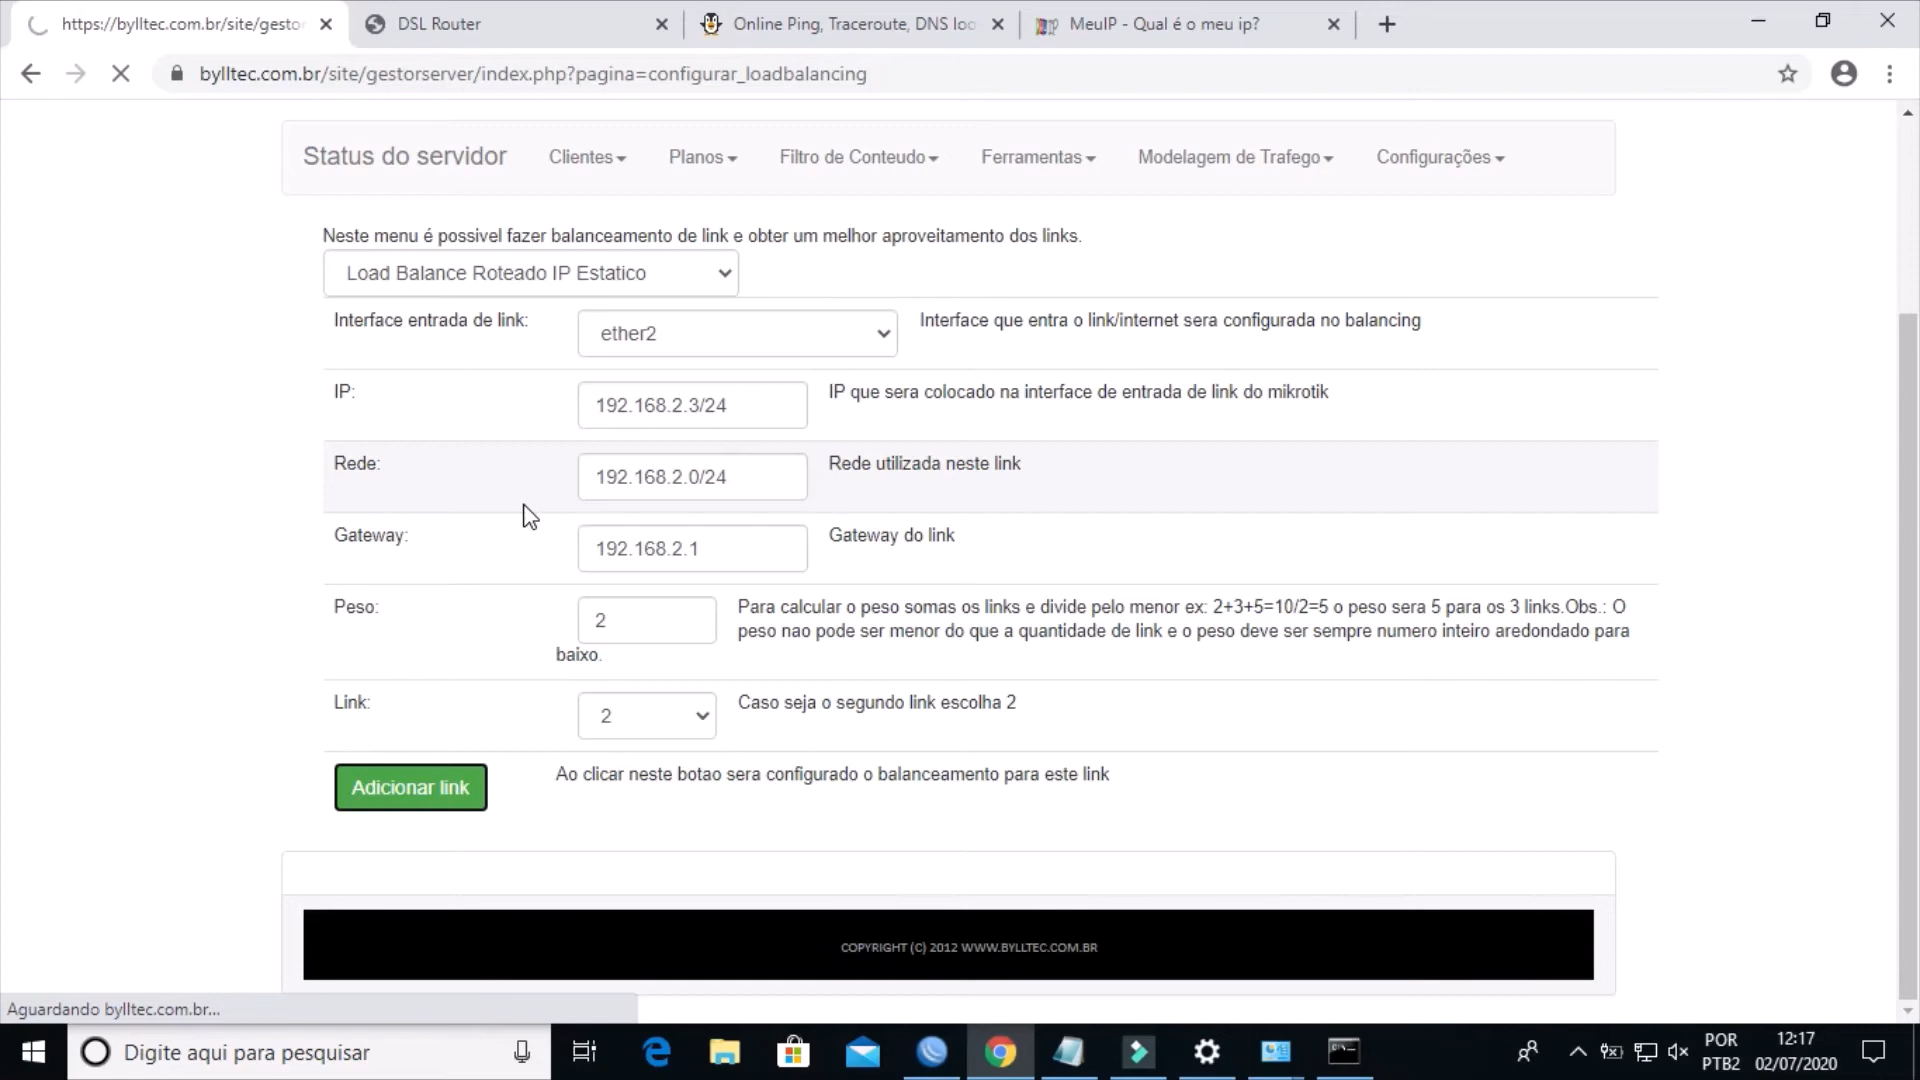 https://bylltec.com.br/site/gestor
DSL Router
Online Ping, Traceroute, DNS loo
MeuIP - Qual é o meu ip?
bylltec.com.br/site/gestorserver/index.php?pagina=configurar_loadbalancing
Status do servidor Clientes Planos Filtro de Conteudo Ferramentas Modelagem de Trafego Configurações
Neste menu é possivel fazer balanceamento de link e obter um melhor aproveitamento dos links.
Load Balance Roteado IP Estatico
Interface entrada de link: ether2 Interface que entra o link/internet sera configurada no balancing
IP: 192.168.2.3/24 IP que sera colocado na interface de entrada de link do mikrotik
Rede: 192.168.2.0/24 Rede utilizada neste link
Gateway: 192.168.2.1 Gateway do link
Peso: 2 Para calcular o peso somas os links e divide pelo menor ex: 2+3+5=10/2=5 o peso sera 5 para os 3 links.Obs.: O
peso nao pode ser menor do que a quantidade de link e o peso deve ser sempre numero inteiro aredondado para
baixo.
Link: 2 Caso seja o segundo link escolha 2
Adicionar link Ao clicar neste botao sera configurado o balanceamento para este link
COPYRIGHT (C) 2012 WWW.BYLLTEC.COM.BR
Aguardando bylltec.com.br...
Digite aqui para pesquisar
POR
PTB2
12:17
02/07/2020